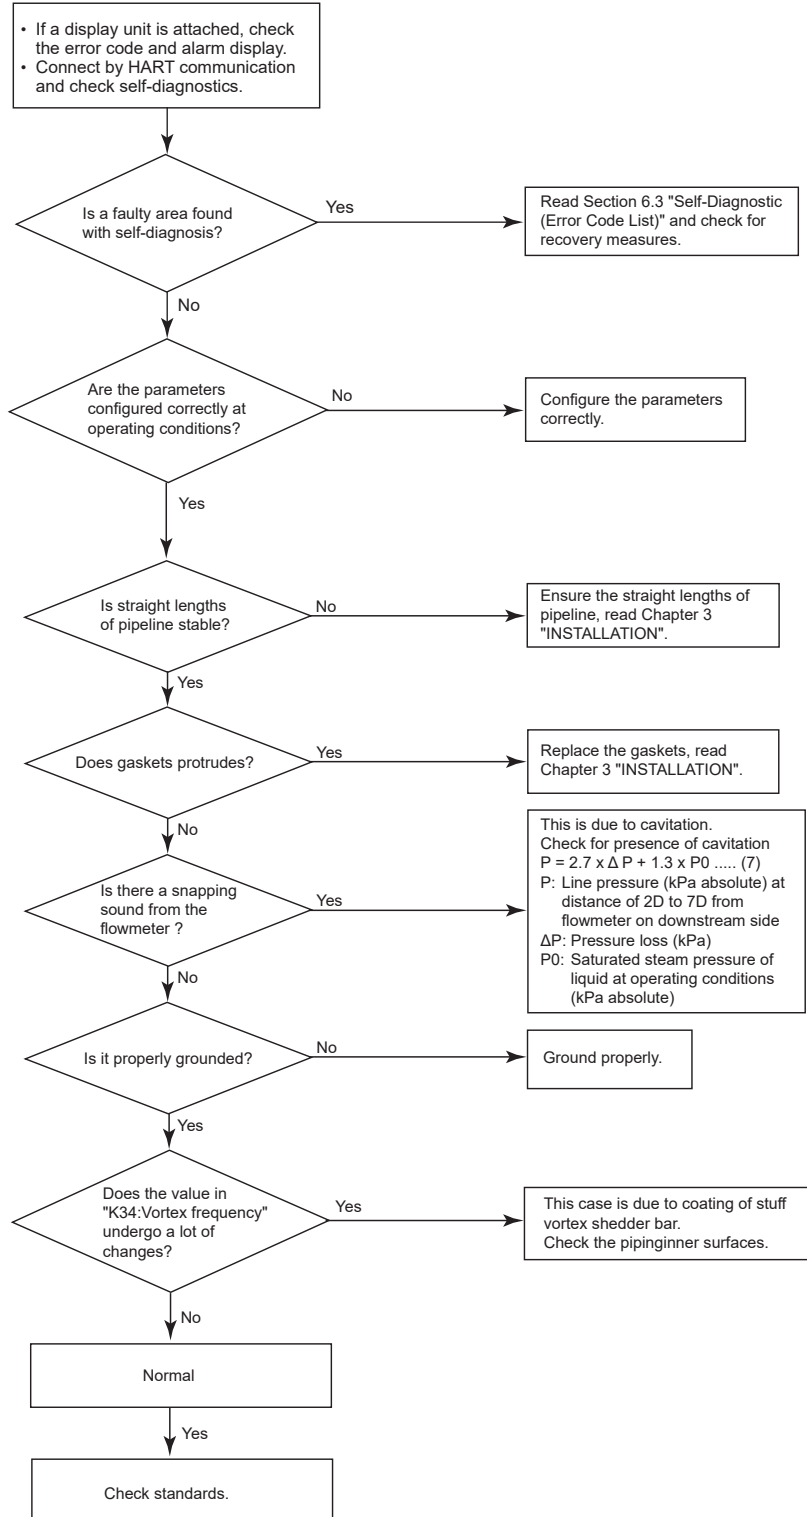 • If a display unit is attached, check
the error code and alarm display.
• Connect by HART communication
and check self-diagnostics.
Is a faulty area found
with self-diagnosis?
Yes
Read Section 6.3 "Self-Diagnostic
(Error Code List)" and check for
recovery measures.
No
Are the parameters
configured correctly at
operating conditions?
No
Configure the parameters
correctly.
Yes
Is straight lengths
of pipeline stable?
No
Ensure the straight lengths of
pipeline, read Chapter 3
"INSTALLATION".
Yes
Does gaskets protrudes?
Yes
Replace the gaskets, read
Chapter 3 "INSTALLATION".
No
Is there a snapping
sound from the
flowmeter ?
Yes
This is due to cavitation.
Check for presence of cavitation
P = 2.7 x Δ P + 1.3 x P0 ..... (7)
P: Line pressure (kPa absolute) at
distance of 2D to 7D from
flowmeter on downstream side
ΔP: Pressure loss (kPa)
P0: Saturated steam pressure of
liquid at operating conditions
(kPa absolute)
No
Is it properly grounded?
No
Ground properly.
Yes
Does the value in
"K34:Vortex frequency"
undergo a lot of
changes?
Yes
This case is due to coating of stuff
vortex shedder bar.
Check the pipinginner surfaces.
No
Normal
Yes
Check standards.